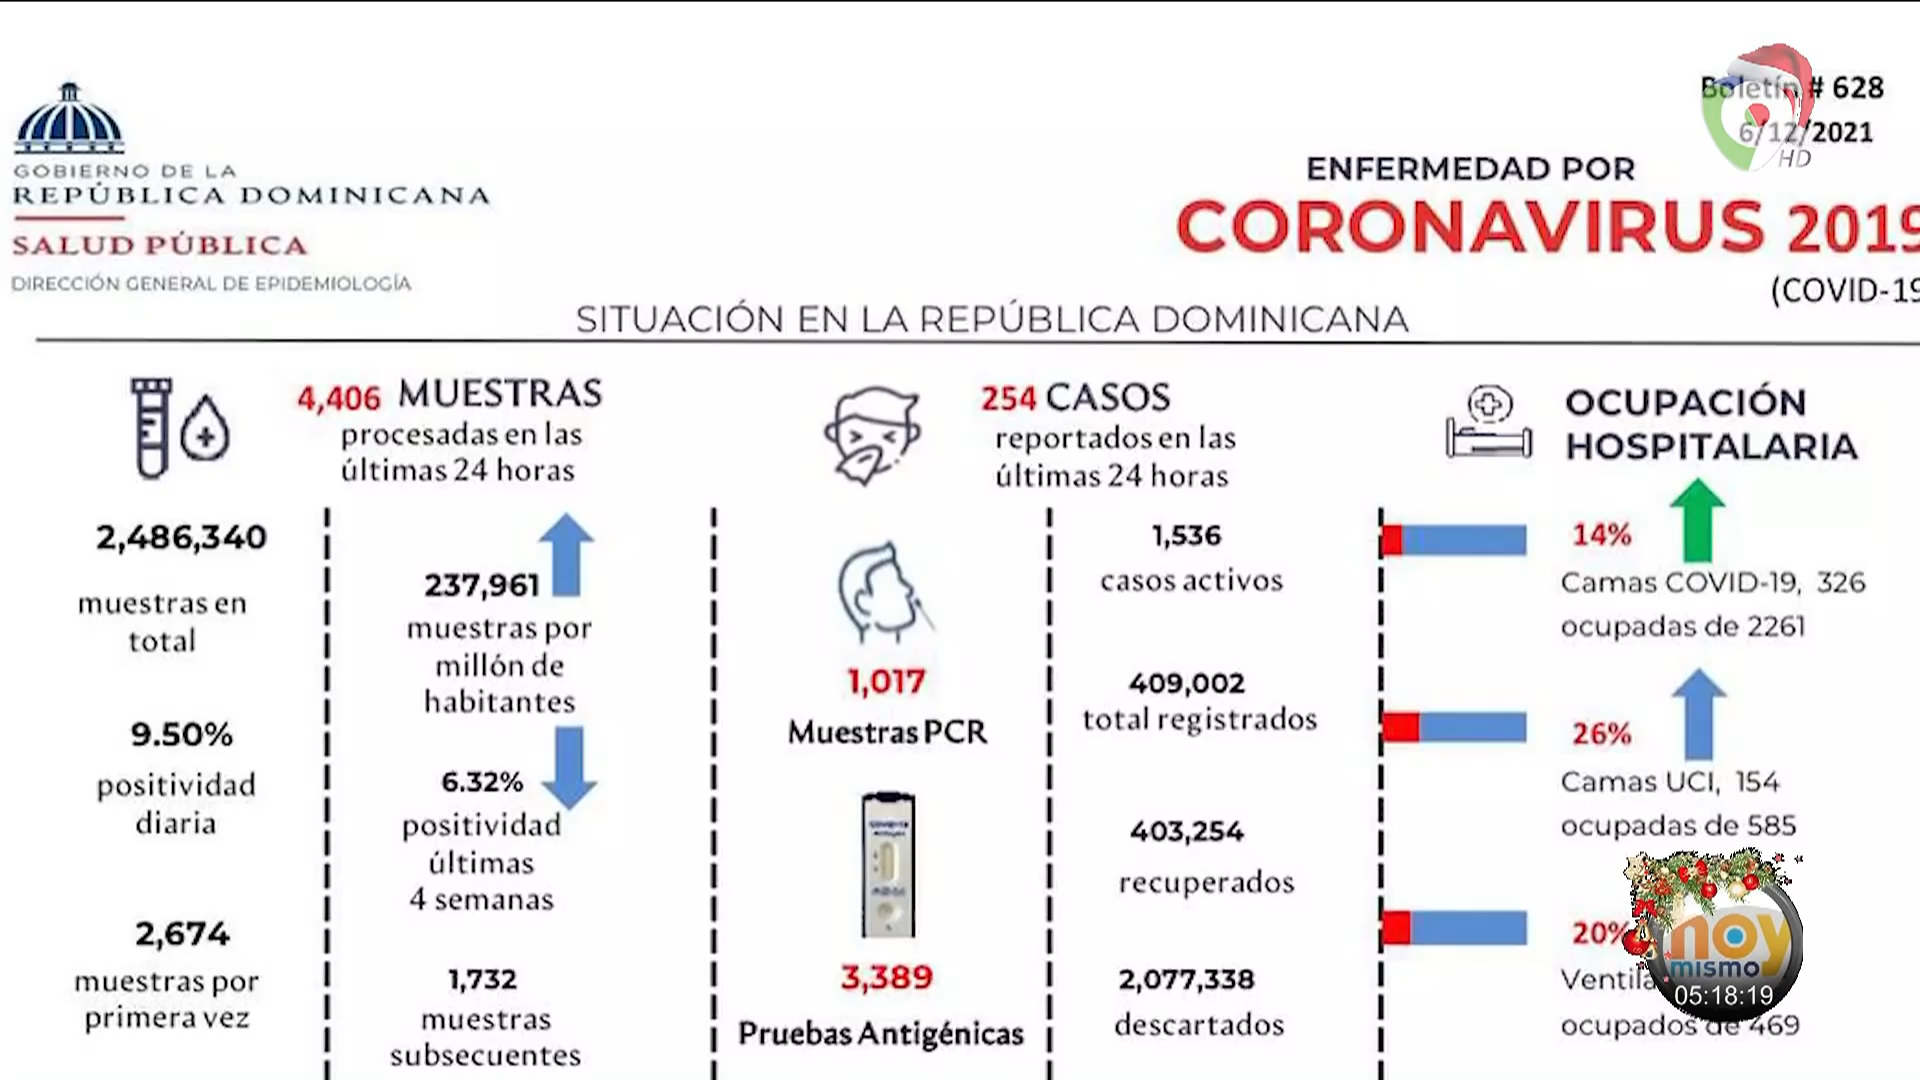 Boletín # 628
6/12/2021
HD
GOBIERNO DE LA
REPÚBLICA DOMINICANA
SALUD PÚBLICA
DIRECCIÓN GENERAL DE EPIDEMIOLOGÍA
ENFERMEDAD POR
CORONAVIRUS 2019
(COVID-19
SITUACIÓN EN LA REPÚBLICA DOMINICANA
4,406 MUESTRAS
procesadas en las
últimas 24 horas
2,486,340
muestras en
total
9.50%
positividad
diaria
2,674
muestras por
primera vez
237,961
muestras por
millón de
habitantes
6.32%
positividad
últimas
4 semanas
1,732
muestras
subsecuentes
254 CASOS
reportados en las
últimas 24 horas
1,017
Muestras PCR
3,389
Pruebas Antigénicas
1,536
casos activos
409,002
total registrados
403,254
recuperados
2,077,338
descartados
OCUPACIÓN
HOSPITALARIA
14%
Camas COVID-19, 326
ocupadas de 2261
26%
Camas UCI, 154
ocupadas de 585
20%
Ventila
ocupados de 469
hoy
mismo
05:18:19